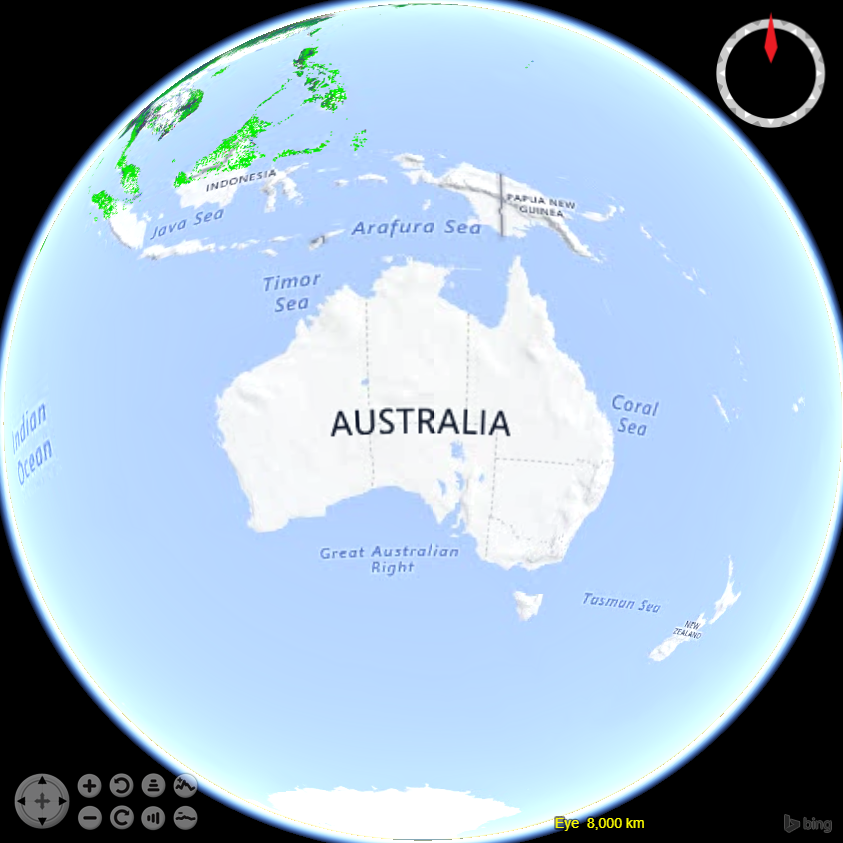 INDONESIA
PAPUA NEW
GUINEA
Java Sea
Arafura Sea
Timor
Sea
Indian
Ocean
AUSTRALIA
Coral
Sea
Great Australian
Right
Tasman Sea
NEW
ZEALAND
Eye 8,000 km
bing